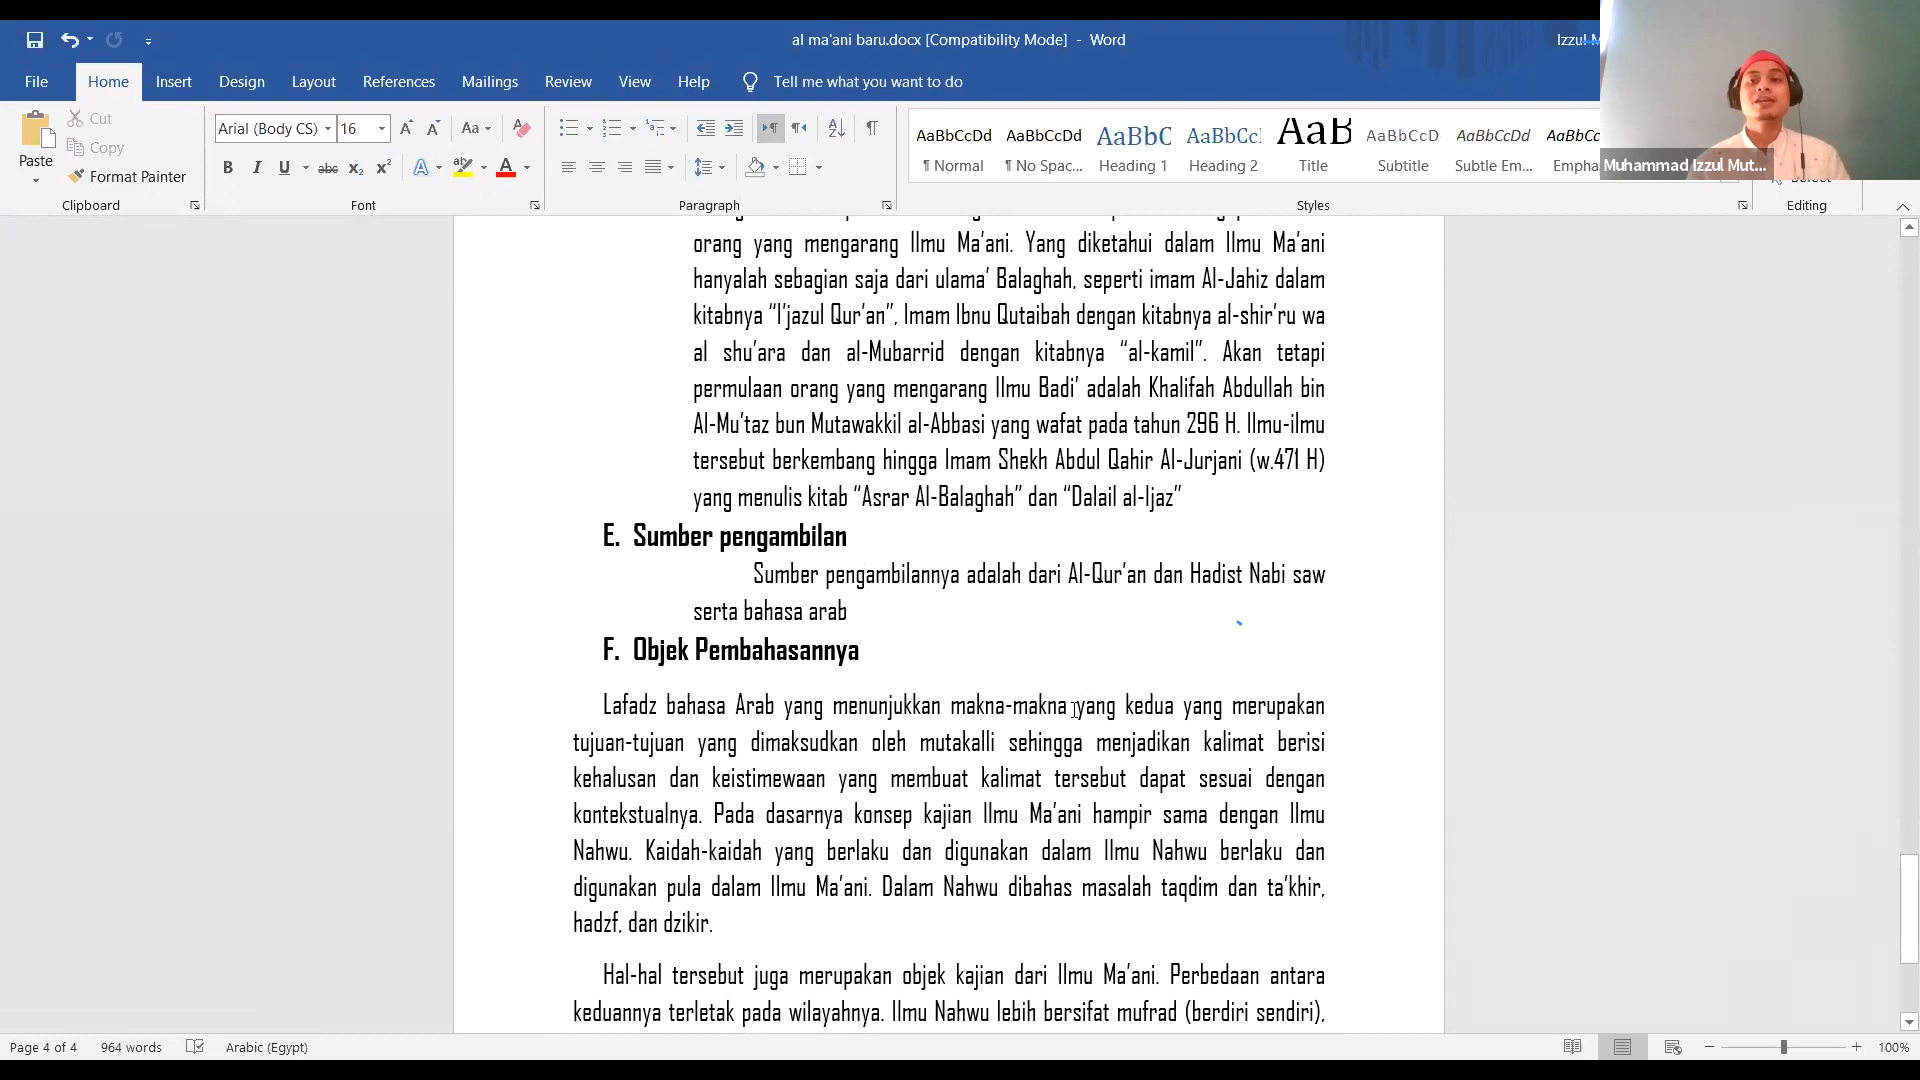 al ma'ani baru.docx [Compatibility Mode] - Word
Izzul M
File Home Insert Design Layout References Mailings Review View Help Tell me what you want to do
Paste
Cut
Copy
Format Painter
Clipboard
Arial (Body CS) 16
Font
Paragraph
AaBbCcDd AaBbCcDd AaBbC AaBbCcl AaB AaBbCcD AaBbCcDd AaBbCc
¶ Normal ¶ No Spac... Heading 1 Heading 2 Title Subtitle Subtle Em... Emphas
Styles
Select
Editing
Muhammad Izzul Mut...
orang yang mengarang Ilmu Ma'ani. Yang diketahui dalam Ilmu Ma'ani
hanyalah sebagian saja dari ulama' Balaghah, seperti imam Al-Jahiz dalam
kitabnya "I'jazul Qur'an", Imam Ibnu Qutaibah dengan kitabnya al-shir'ru wa
al shu'ara dan al-Mubarrid dengan kitabnya "al-kamil". Akan tetapi
permulaan orang yang mengarang Ilmu Badi' adalah Khalifah Abdullah bin
Al-Mu'taz bun Mutawakkil al-Abbasi yang wafat pada tahun 296 H. Ilmu-ilmu
tersebut berkembang hingga Imam Shekh Abdul Qahir Al-Jurjani (w.471 H)
yang menulis kitab "Asrar Al-Balaghah" dan "Dalail al-Ijaz"
E. Sumber pengambilan
Sumber pengambilannya adalah dari Al-Qur'an dan Hadist Nabi saw
serta bahasa arab
F. Objek Pembahasannya
Lafadz bahasa Arab yang menunjukkan makna-makna yang kedua yang merupakan
tujuan-tujuan yang dimaksudkan oleh mutakalli sehingga menjadikan kalimat berisi
kehalusan dan keistimewaan yang membuat kalimat tersebut dapat sesuai dengan
kontekstualnya. Pada dasarnya konsep kajian Ilmu Ma'ani hampir sama dengan Ilmu
Nahwu. Kaidah-kaidah yang berlaku dan digunakan dalam Ilmu Nahwu berlaku dan
digunakan pula dalam Ilmu Ma'ani. Dalam Nahwu dibahas masalah taqdim dan ta'khir,
hadzf, dan dzikir.
Hal-hal tersebut juga merupakan objek kajian dari Ilmu Ma'ani. Perbedaan antara
keduannya terletak pada wilayahnya. Ilmu Nahwu lebih bersifat mufrad (berdiri sendiri),
Page 4 of 4 964 words Arabic (Egypt) 100%